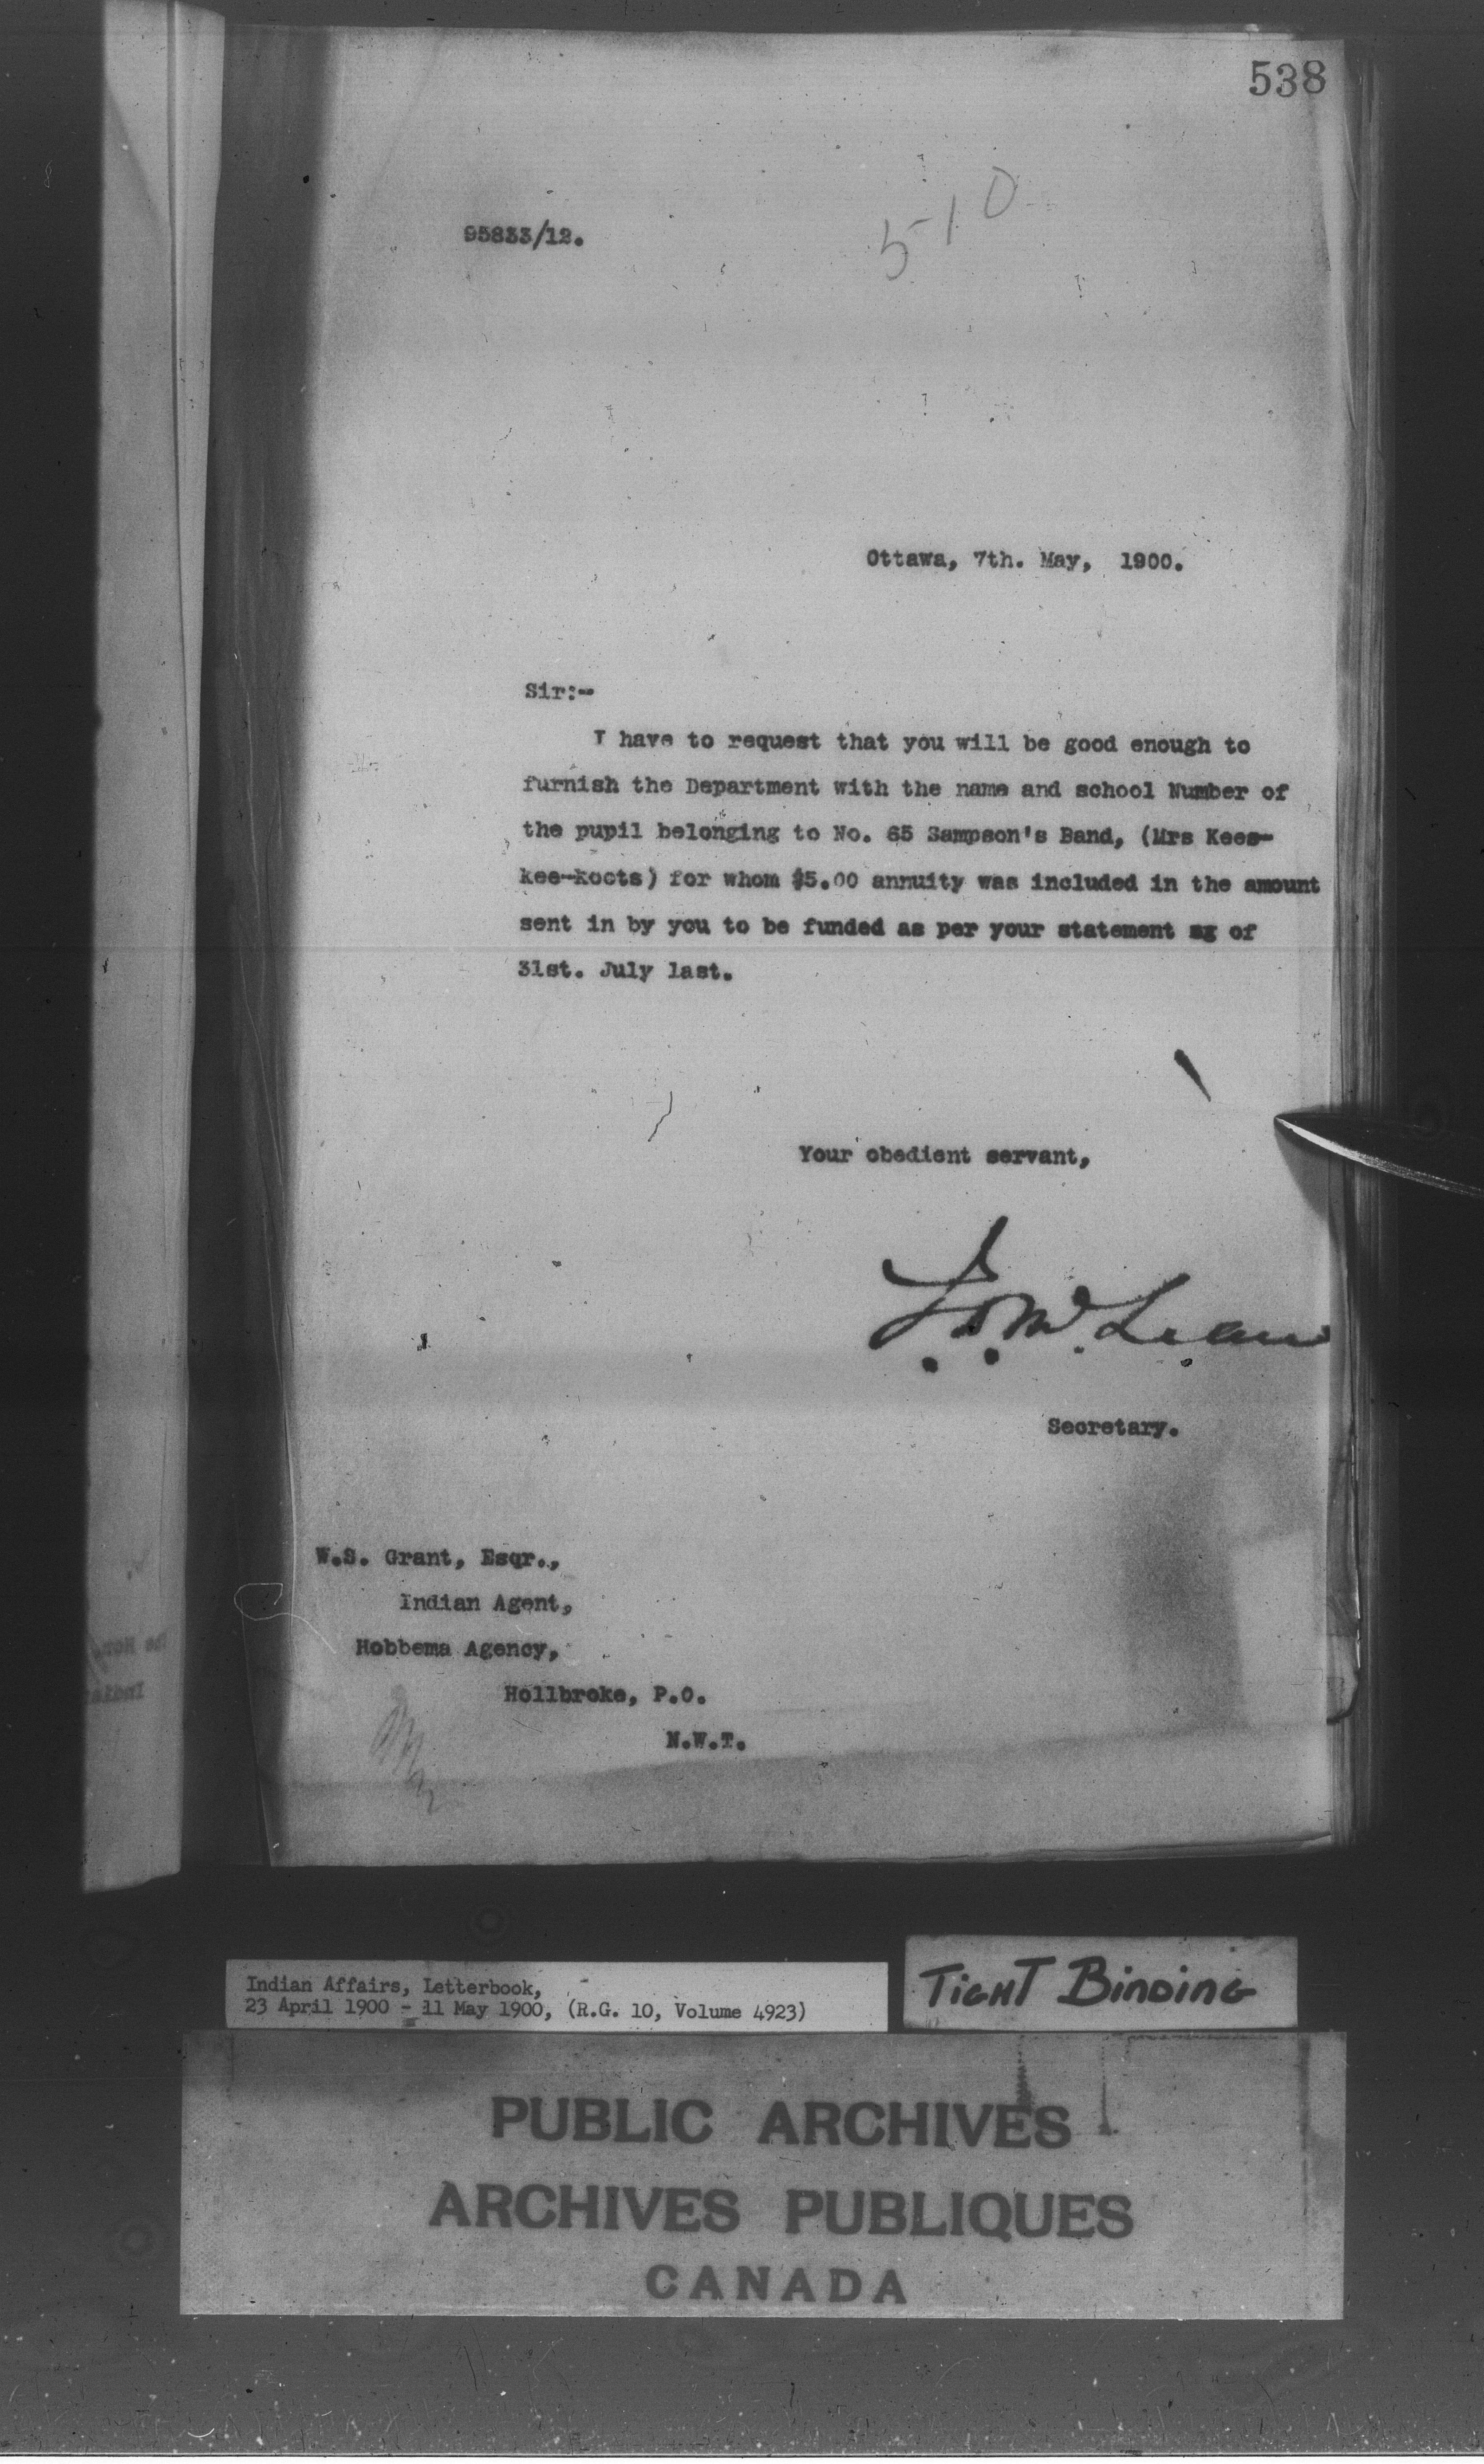 538
510
95833/12.
Ottawa, 7th. May, 1900.
Sir:-
I have to request that you will be good enough to
furnish the Department with the name and school Number of
the pupil belonging to No. 65 Sampson's Band, (Mrs Kees-
kee-koots) for whom $5.00 annuity was included in the amount
sent in by you to be funded as per your statement of
31st. July last.
Your obedient servant,
J. D. McLean
Secretary.
W.S. Grant, Esqr.,
Indian Agent,
Hobbema Agency,
Hollbroke, P.O.
N.W.T.
Indian Affairs, Letterbook,
23 April 1900 - 11 May 1900, (R.G. 10, Volume 4923)
TIGHT BINDING
PUBLIC ARCHIVES
ARCHIVES PUBLIQUES
CANADA